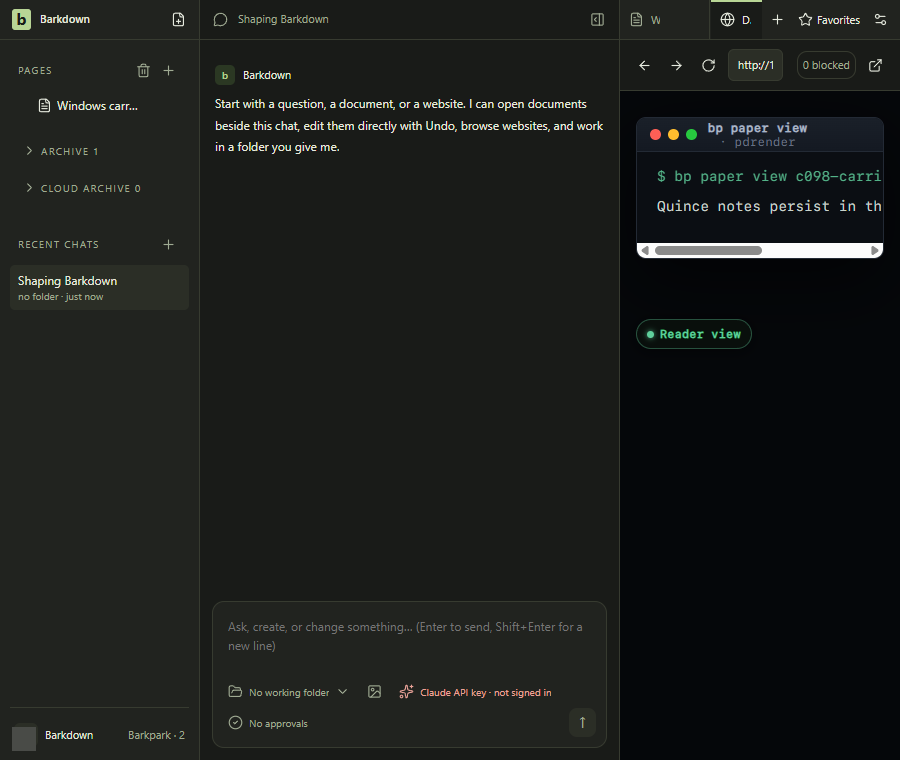 b Barkdown
PAGES
Windows carr...
ARCHIVE 1
CLOUD ARCHIVE 0
RECENT CHATS
Shaping Barkdown
no folder · just now
Barkdown
Barkpark · 2
Shaping Barkdown
b Barkdown
Start with a question, a document, or a website. I can open documents
beside this chat, edit them directly with Undo, browse websites, and work
in a folder you give me.
Ask, create, or change something... (Enter to send, Shift+Enter for a
new line)
No working folder
Claude API key · not signed in
No approvals
W
D.
Favorites
http://1
0 blocked
bp paper view
· pdrender
$ bp paper view c098-carri
Quince notes persist in th
Reader view